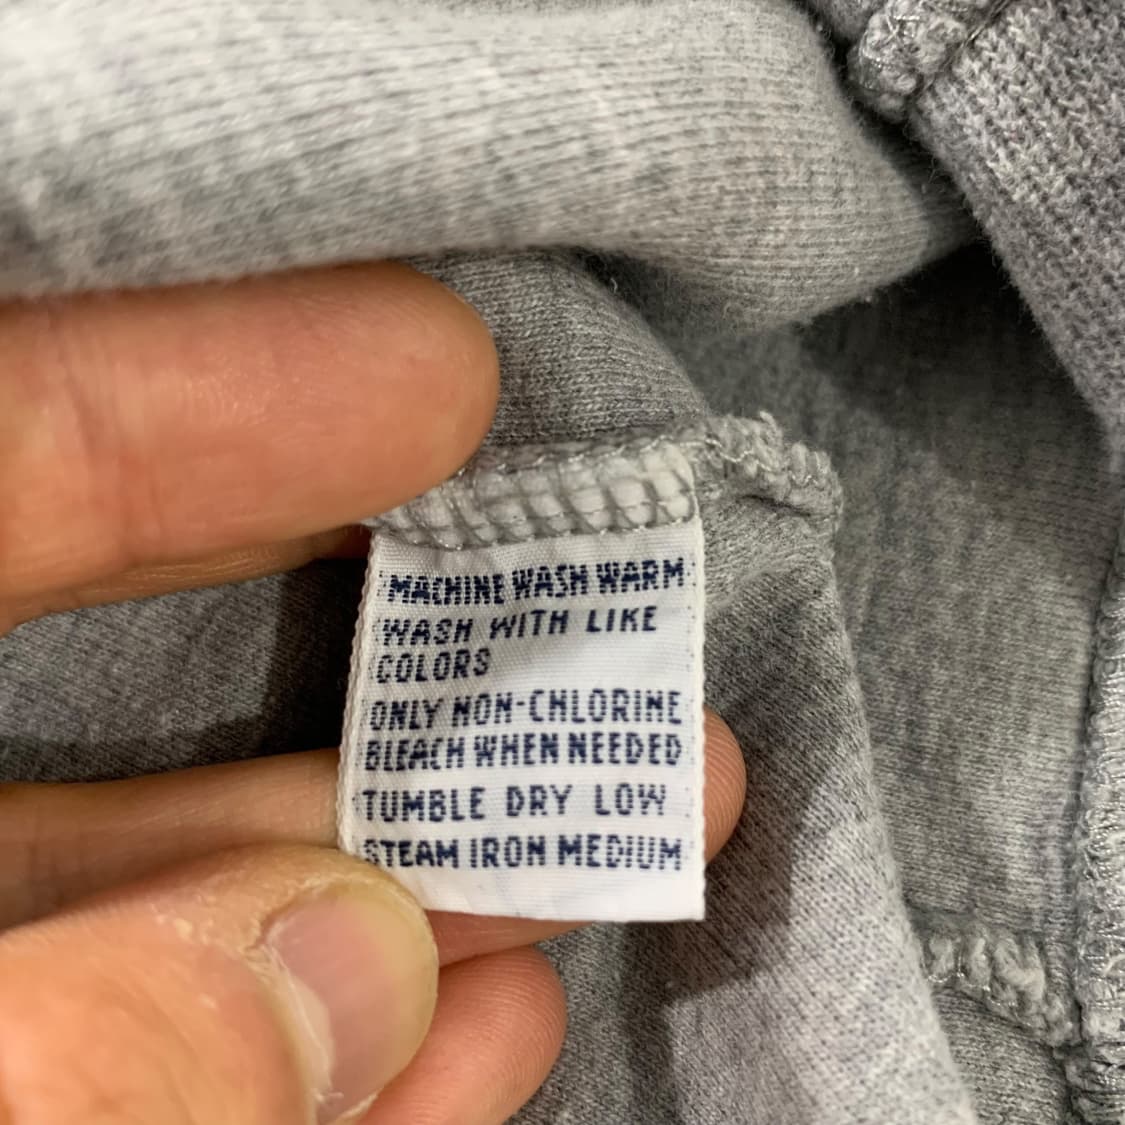 MACHINE WASH WARM
WASH WITH LIKE
COLORS
ONLY NON-CHLORINE
BLEACH WHEN NEEDED
TUMBLE DRY LOW
STEAM IRON MEDIUM